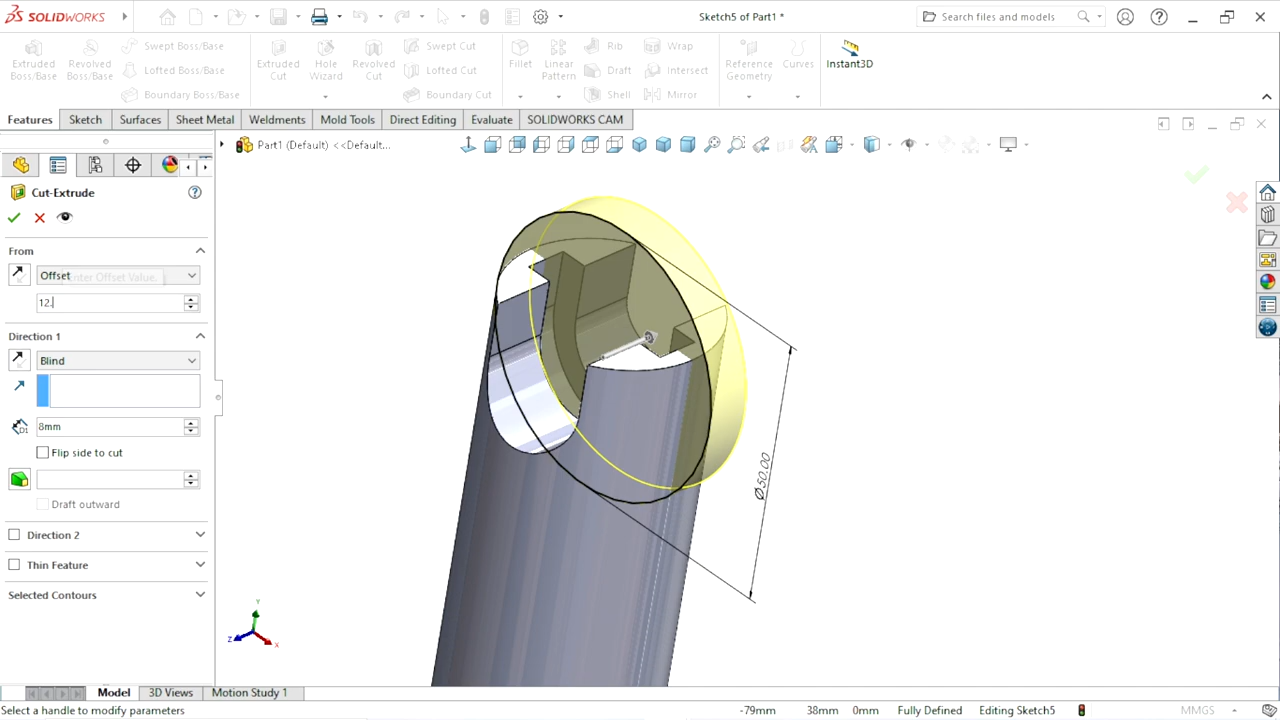 SOLIDWORKS
Sketch5 of Part1 *
Search files and models
Extruded Boss/Base
Revolved Boss/Base
Swept Boss/Base
Lofted Boss/Base
Boundary Boss/Base
Extruded Cut
Hole Wizard
Revolved Cut
Swept Cut
Lofted Cut
Boundary Cut
Fillet
Linear Pattern
Rib
Draft
Shell
Wrap
Intersect
Mirror
Reference Geometry
Curves
Instant3D
Features
Sketch
Surfaces
Sheet Metal
Weldments
Mold Tools
Direct Editing
Evaluate
SOLIDWORKS CAM
Part1 (Default) <<Default...
Cut-Extrude
From
Offset
Enter Offset Value.
12.
Direction 1
Blind
8mm
Flip side to cut
Draft outward
Direction 2
Thin Feature
Selected Contours
Ø50.00
Y
Z
X
Model
3D Views
Motion Study 1
Select a handle to modify parameters
-79mm
38mm
0mm
Fully Defined
Editing Sketch5
MMGS